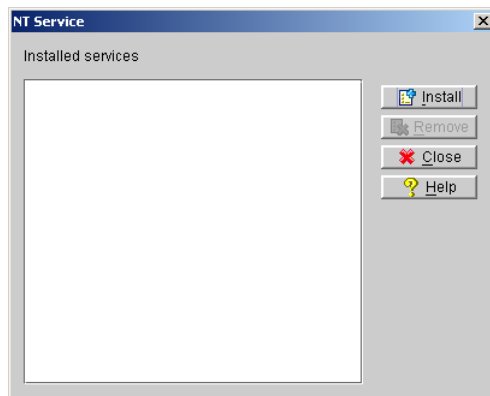 NT Service
Installed services
Install
Remove
Close
Help